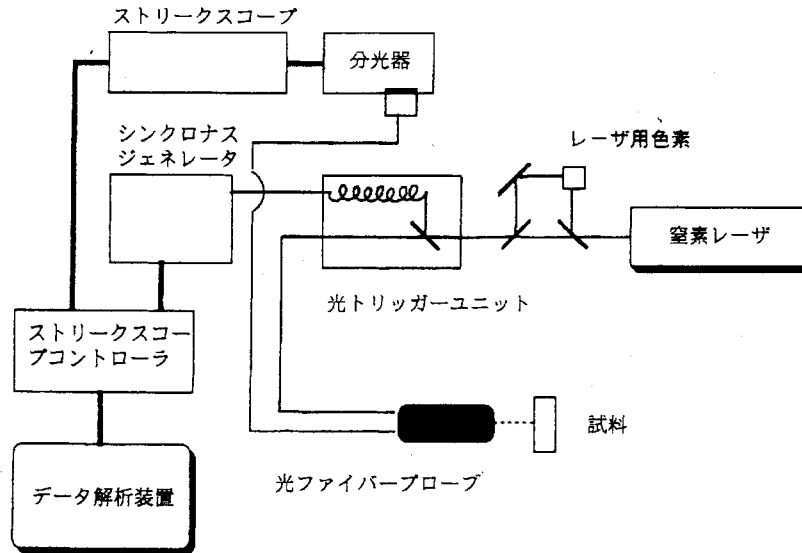 ストリークスコープ
分光器
シンクロナス
ジェネレータ
レーザ用色素
窒素レーザ
光トリッガーユニット
ストリークスコー
プコントローラ
試料
光ファイバープローブ
データ解析装置